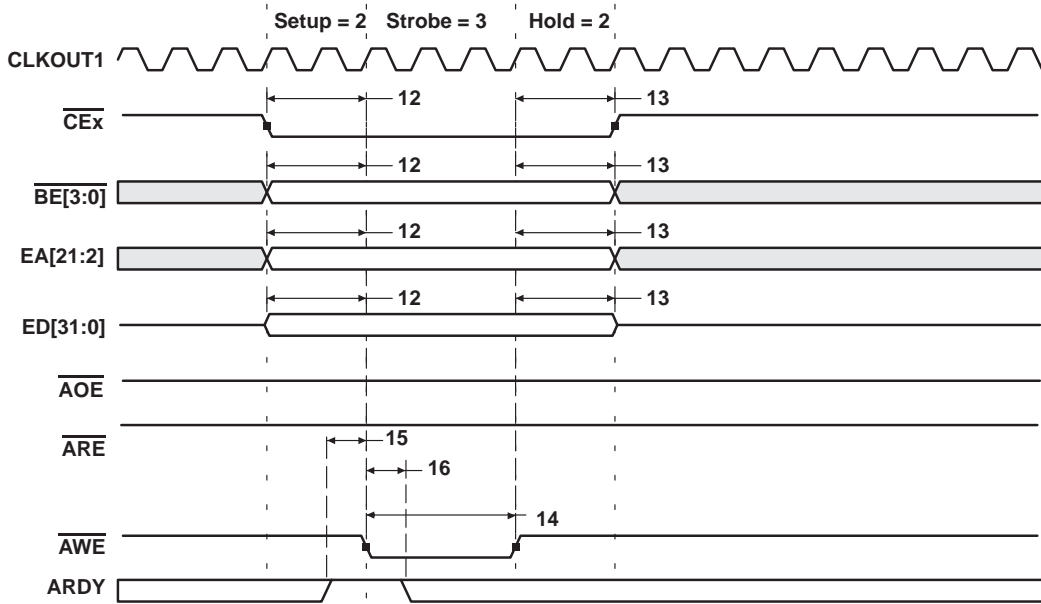 Setup = 2 Strobe = 3 Hold = 2
CLKOUT1
12 13
CEx
12 13
BE[3:0]
12 13
EA[21:2]
12 13
ED[31:0]
AOE
15
ARE
16
14
AWE
ARDY